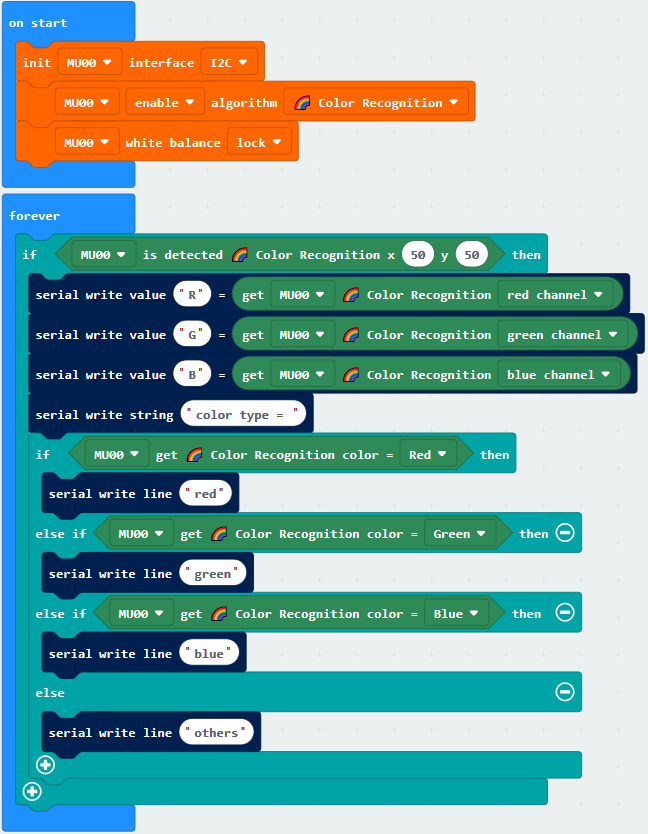 on start
init MU00 interface I2C
MU00 enable algorithm Color Recognition
MU00 white balance lock
forever
if MU00 is detected Color Recognition x 50 y 50 then
serial write value "R" = get MU00 Color Recognition red channel
serial write value "G" = get MU00 Color Recognition green channel
serial write value "B" = get MU00 Color Recognition blue channel
serial write string "color type = "
if MU00 get Color Recognition color = Red then
serial write line "red"
else if MU00 get Color Recognition color = Green then
serial write line "green"
else if MU00 get Color Recognition color = Blue then
serial write line "blue"
else
serial write line "others"